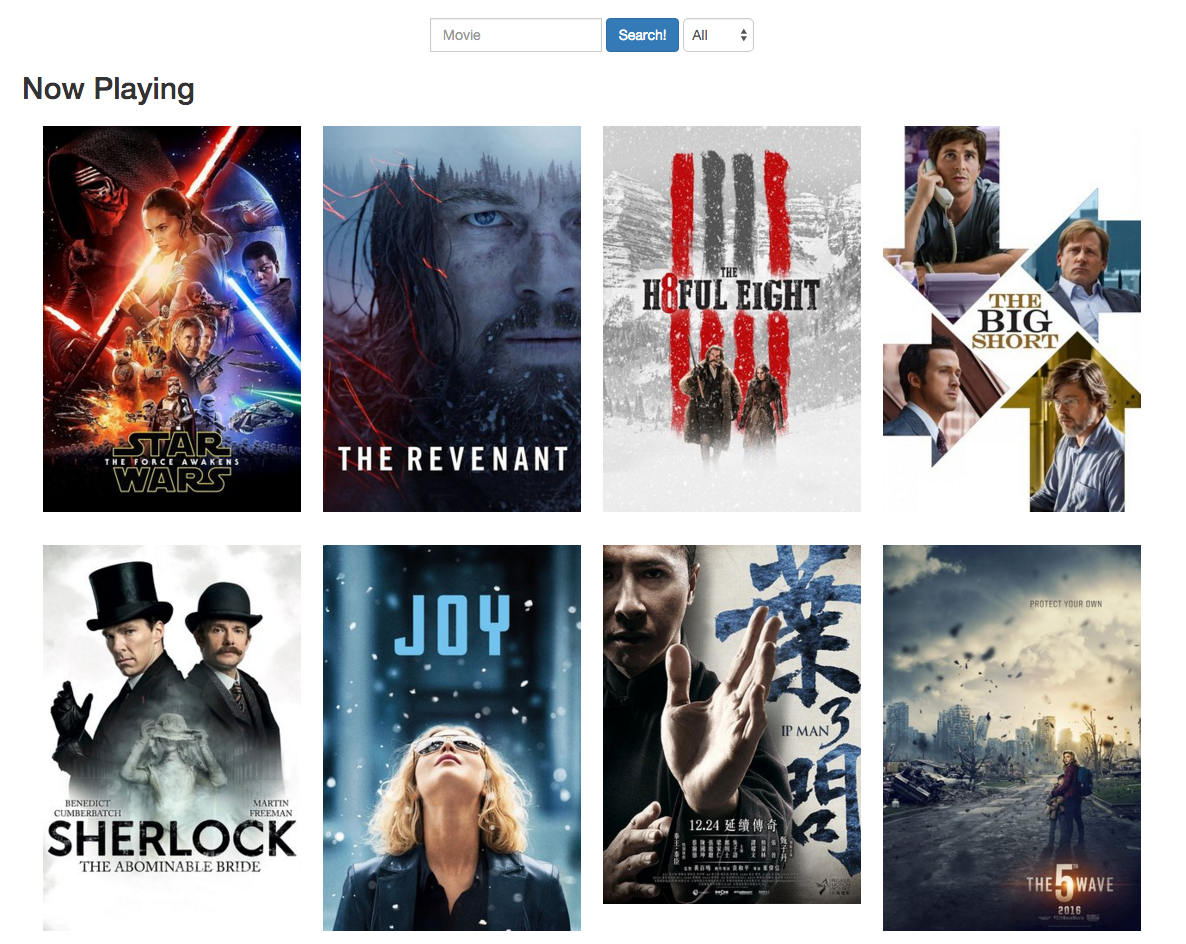 Movie
Search!
All
Now Playing
STAR
THE FORCE AWAKENS
WARS
THE REVENANT
THE
H8FUL EIGHT
THE
BIG
SHORT
BENEDICT
CUMBERBATCH
MARTIN
FREEMAN
SHERLOCK
THE ABOMINABLE BRIDE
JOY
葉
IP MAN 3
問
12.24 延續傳奇
PROTECT YOUR OWN
THE 5TH WAVE
2016